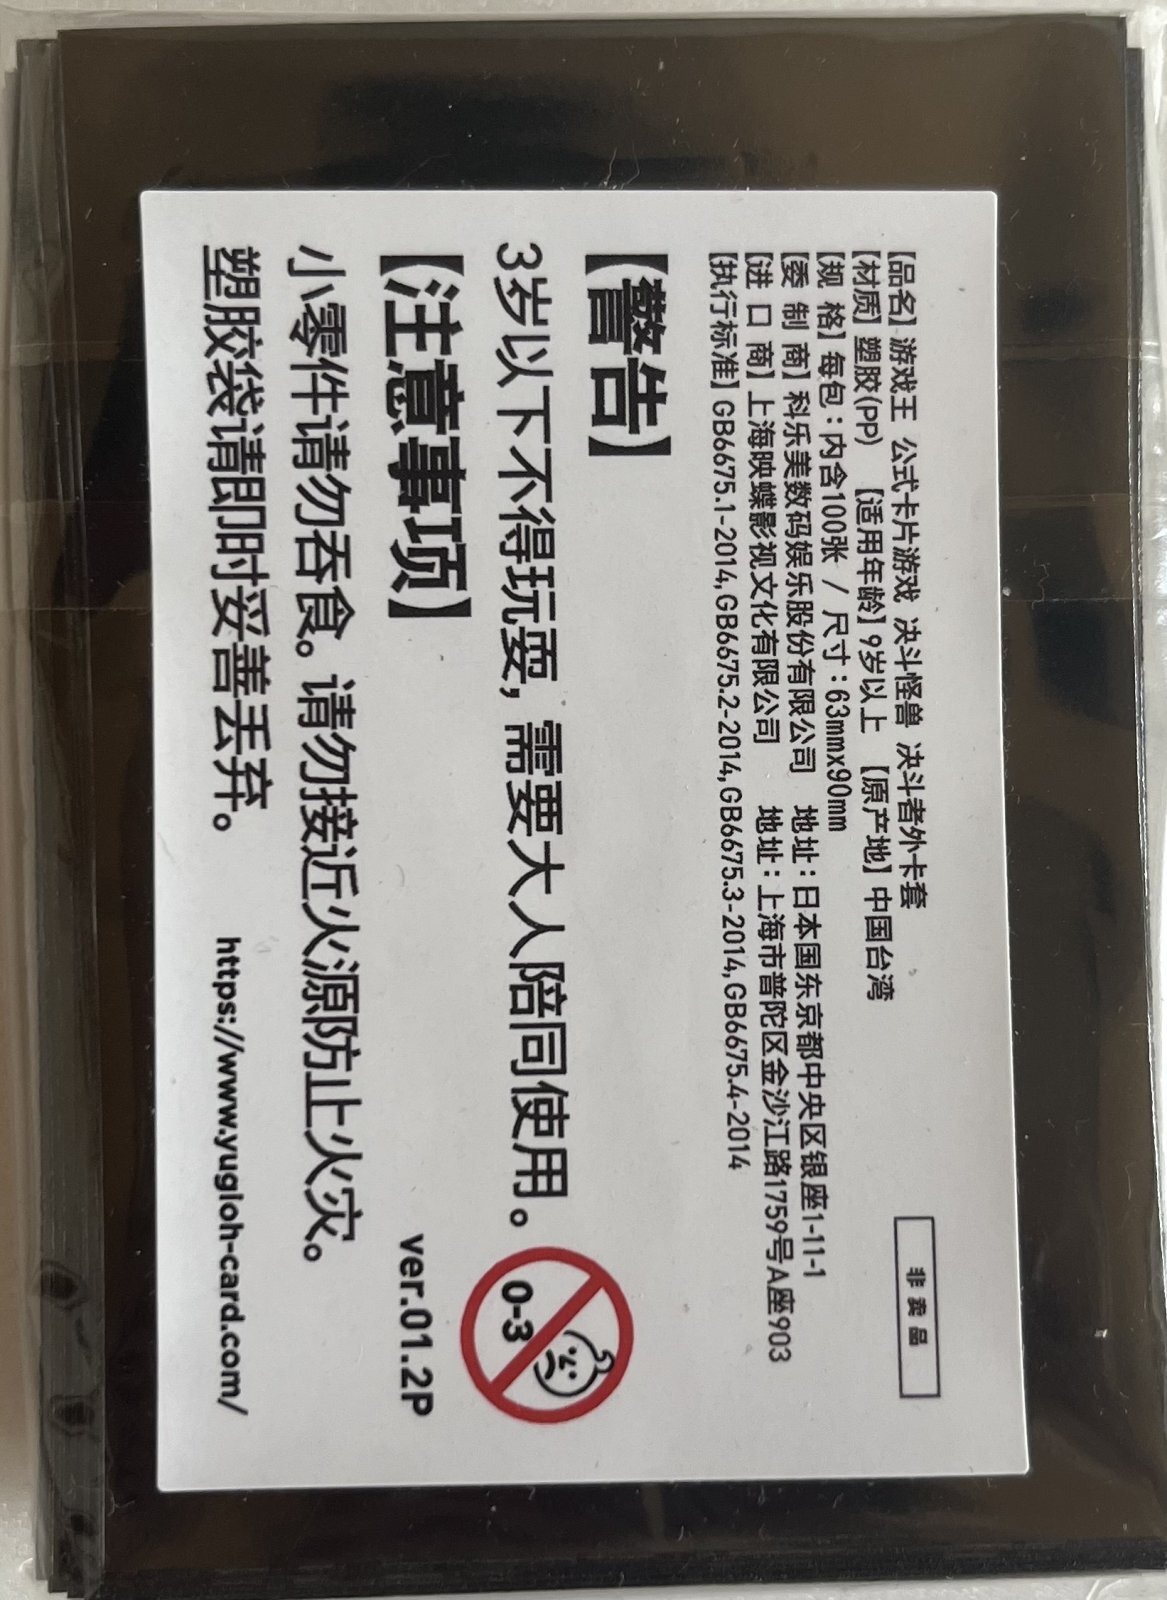 【品名】游戏王 公式卡片游戏 决斗怪兽 决斗者外卡套
非卖品
【材质】塑胶(PP) 【适用年龄】9岁以上 【原产地】中国台湾
【规 格】每包:内含100张 / 尺寸:63mmx90mm
【委 制 商】科乐美数码娱乐股份有限公司 地址:日本国东京都中央区银座1-11-1
【进 口 商】上海映蝶影视文化有限公司 地址:上海市普陀区金沙江路1759号A座903
【执行标准】GB6675.1-2014,GB6675.2-2014,GB6675.3-2014,GB6675.4-2014
【警告】
3岁以下不得玩耍,需要大人陪同使用。
0-3
【注意事项】
ver.01.2P
小零件请勿吞食。请勿接近火源防止火灾。
塑胶袋请即时妥善丢弃。 https://www.yugioh-card.com/